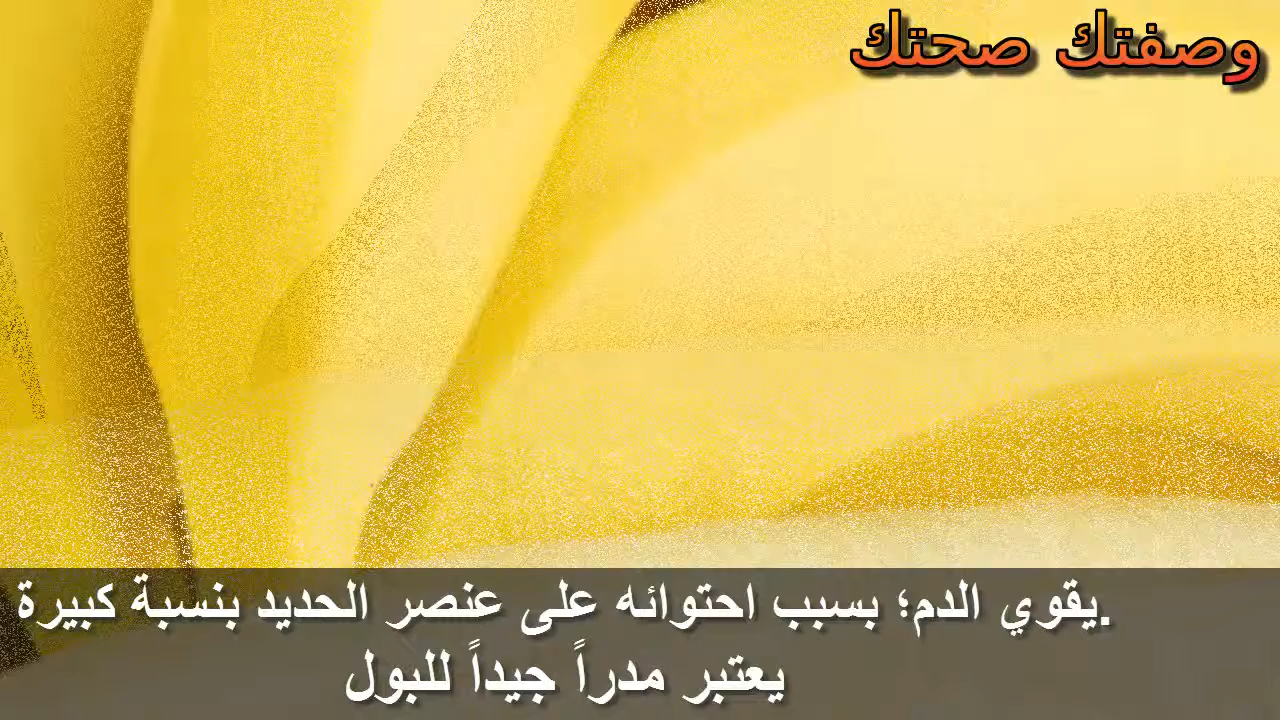 وصفتك صحتك
.يقوي الدم؛ بسبب احتوائه على عنصر الحديد بنسبة كبيرة
يعتبر مدراً جيداً للبول